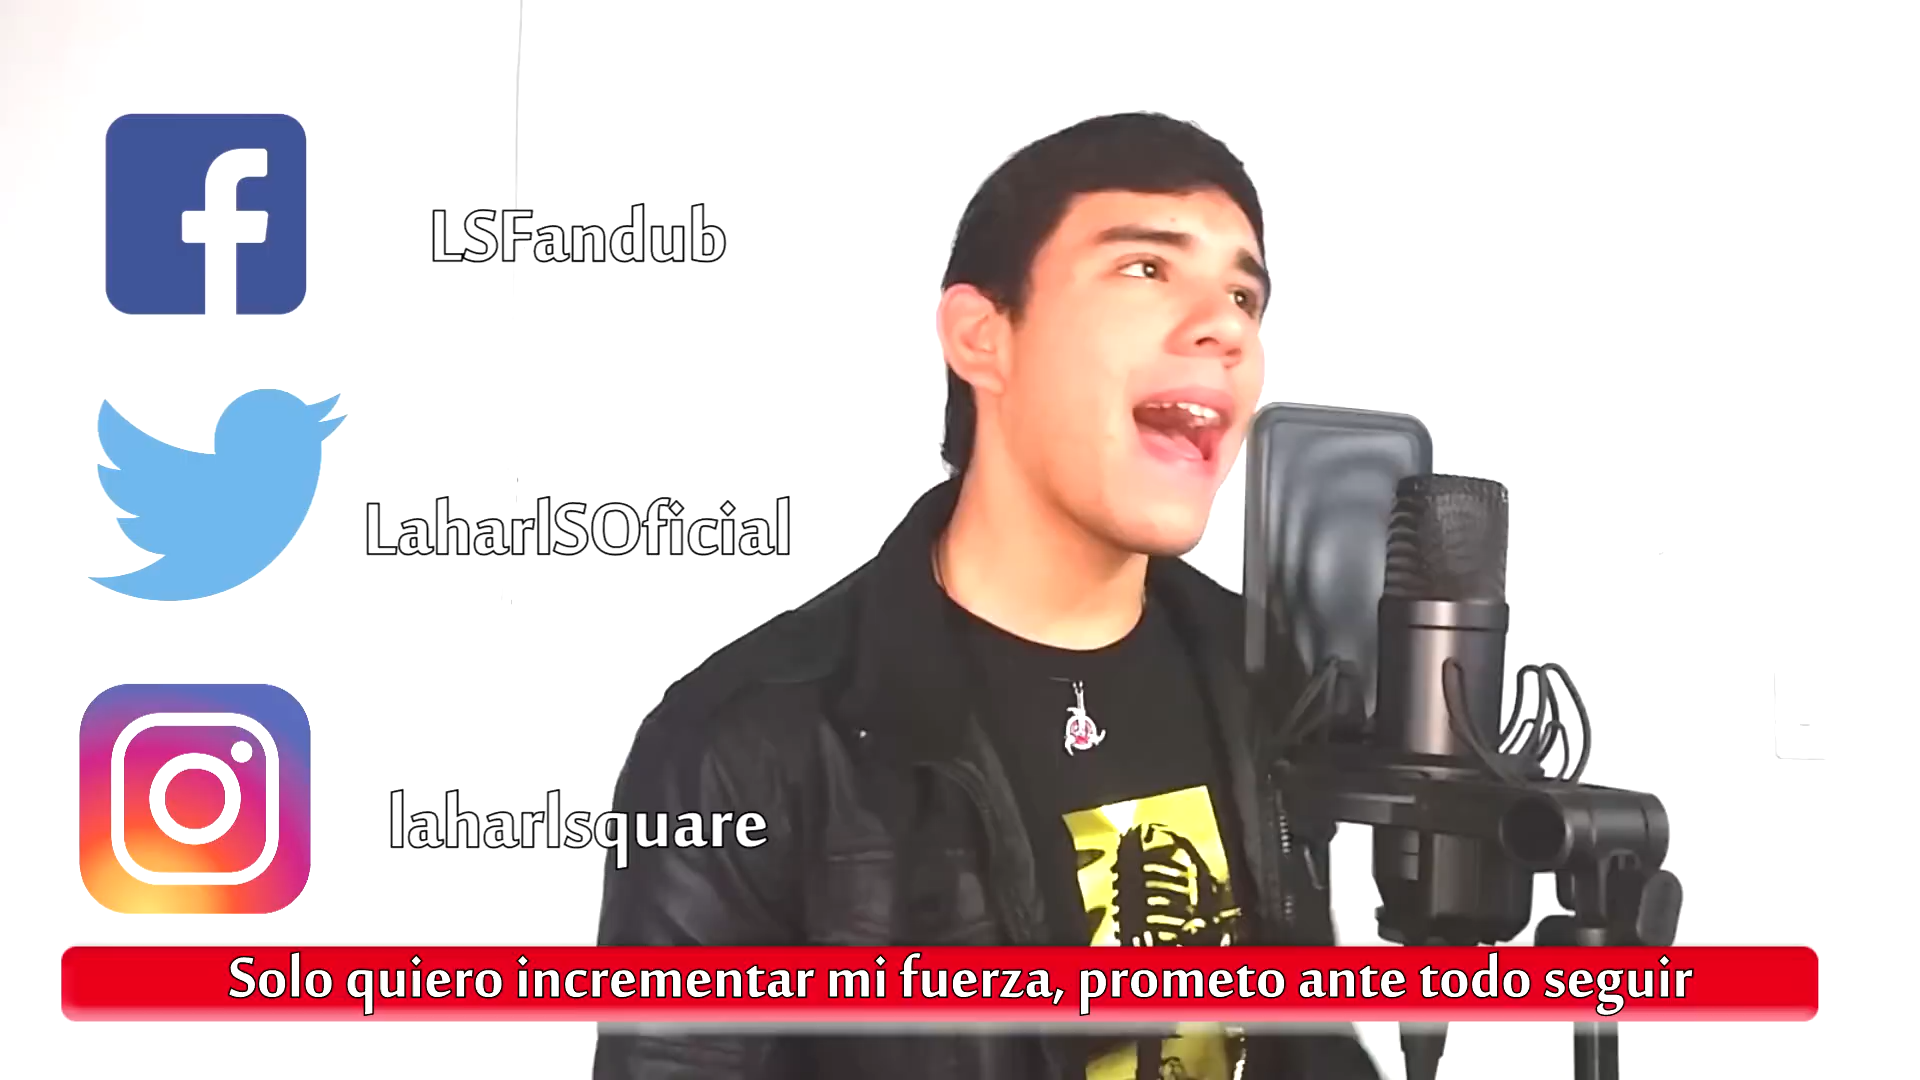 LSFandub
LaharlSOficial
laharlsquare
Solo quiero incrementar mi fuerza, prometo ante todo seguir